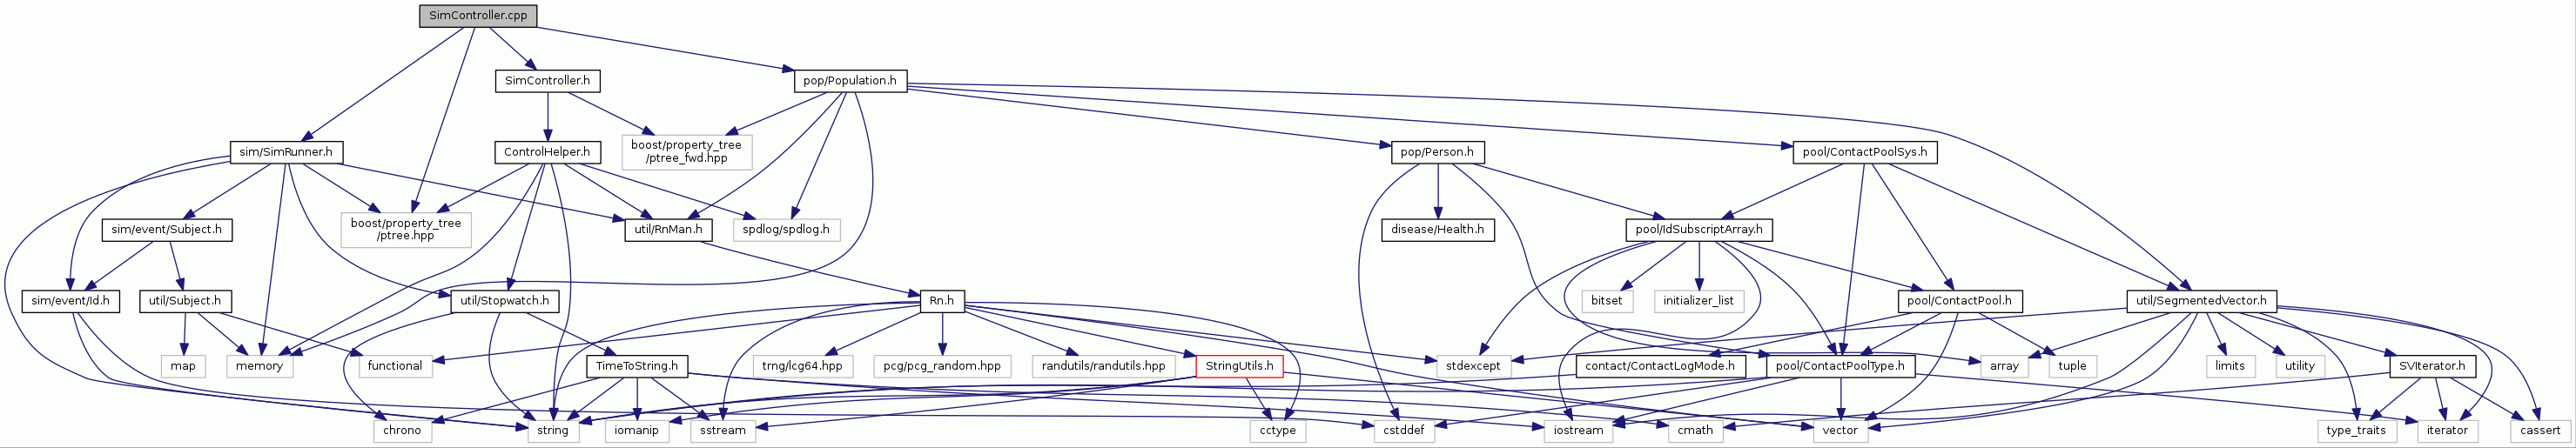 SimController.cpp
SimController.h
pop/Population.h
sim/SimRunner.h
ControlHelper.h
boost/property_tree
/ptree_fwd.hpp
pop/Person.h
pool/ContactPoolSys.h
sim/event/Subject.h
boost/property_tree
/ptree.hpp
util/RnMan.h
spdlog/spdlog.h
disease/Health.h
pool/IdSubscriptArray.h
sim/event/Id.h
util/Subject.h
util/Stopwatch.h
Rn.h
bitset
initializer_list
pool/ContactPool.h
util/SegmentedVector.h
map
memory
functional
TimeToString.h
trng/lcg64.hpp
pcg/pcg_random.hpp
randutils/randutils.hpp
StringUtils.h
stdexcept
contact/ContactLogMode.h
pool/ContactPoolType.h
array
tuple
limits
utility
SVIterator.h
chrono
string
iomanip
sstream
cctype
cstddef
iostream
cmath
vector
type_traits
iterator
cassert